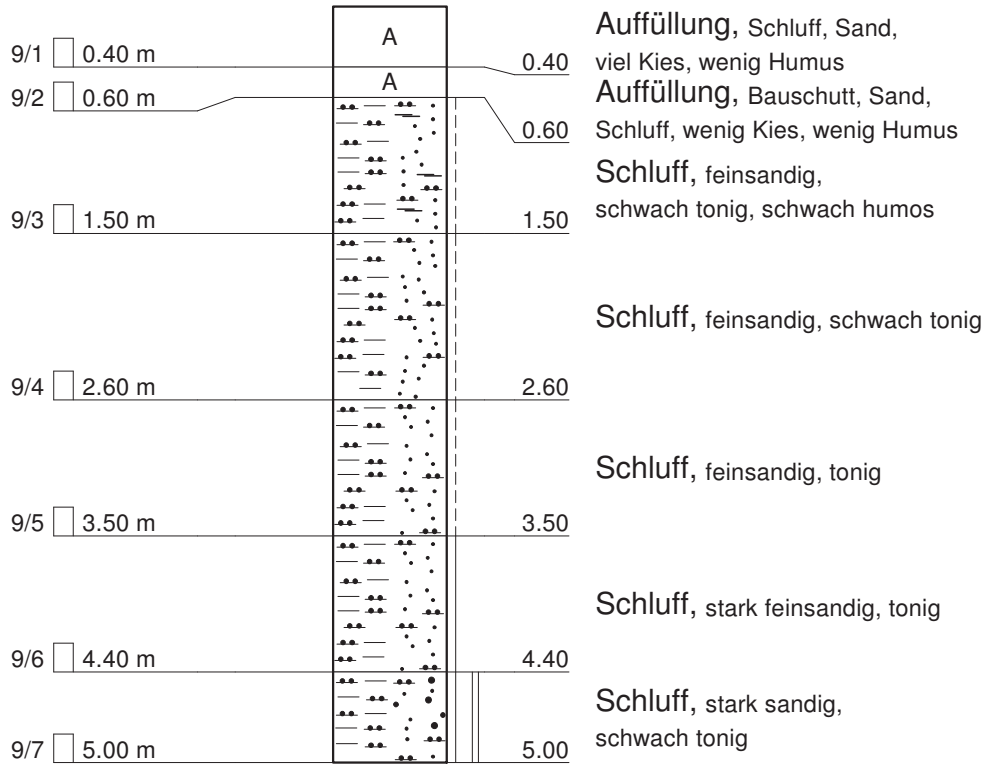 A
Auffüllung, Schluff, Sand,
9/1 0.40 m 0.40 viel Kies, wenig Humus
A
9/2 0.60 m Auffüllung, Bauschutt, Sand,
0.60 Schluff, wenig Kies, wenig Humus
Schluff, feinsandig,
9/3 1.50 m 1.50 schwach tonig, schwach humos
Schluff, feinsandig, schwach tonig
9/4 2.60 m 2.60
Schluff, feinsandig, tonig
9/5 3.50 m 3.50
Schluff, stark feinsandig, tonig
9/6 4.40 m 4.40
Schluff, stark sandig,
schwach tonig
9/7 5.00 m 5.00